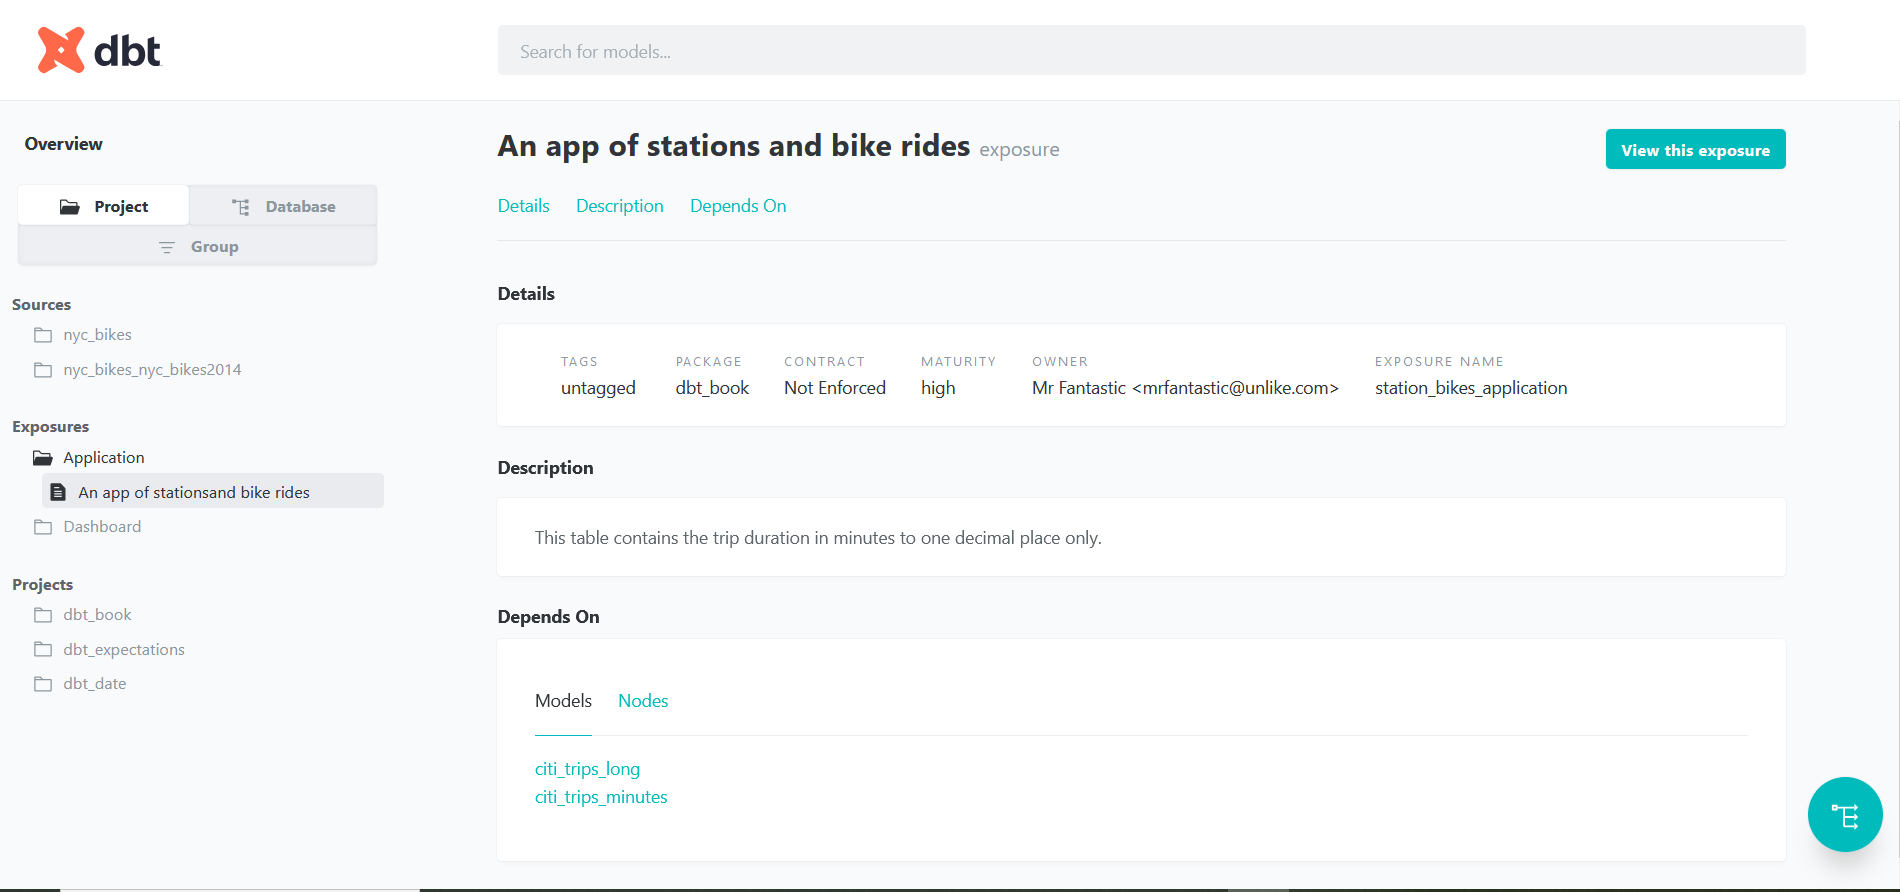 dbt
Search for models...
Overview
Project
Database
Group
Sources
nyc_bikes
nyc_bikes_nyc_bikes2014
Exposures
Application
An app of stationsand bike rides
Dashboard
Projects
dbt_book
dbt_expectations
dbt_date
An app of stations and bike rides exposure
View this exposure
Details Description Depends On
Details
TAGS PACKAGE CONTRACT MATURITY OWNER EXPOSURE NAME
untagged dbt_book Not Enforced high Mr Fantastic <mrfantastic@unlike.com> station_bikes_application
Description
This table contains the trip duration in minutes to one decimal place only.
Depends On
Models Nodes
citi_trips_long
citi_trips_minutes